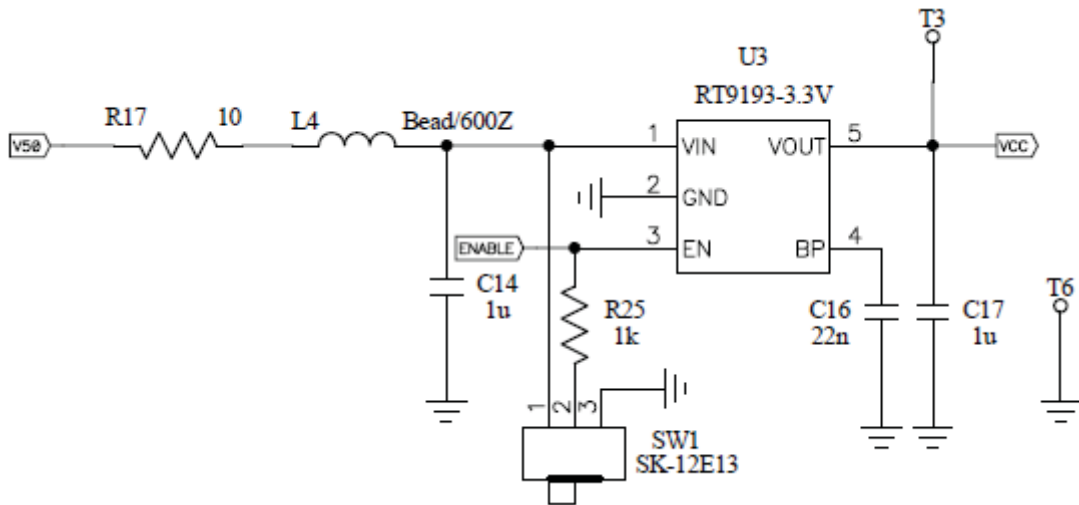 T3
U3
RT9193-3.3V
R17 10 L4 Bead/600Z
V50
1 VIN VOUT 5
VCC
2 GND
ENABLE
3 EN BP 4
C14
1u
R25
1k
C16
22n
C17
1u
T6
1 2 3
SW1
SK-12E13